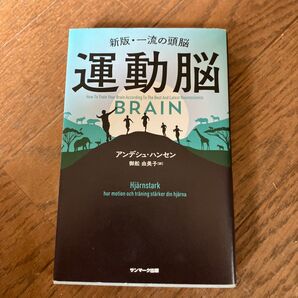 新版・一流の頭脳
運動脳
How To Train Your Brain According To The Best And Latest Neuroscience
BRAIN
アンデシュ・ハンセン
御舩 由美子〔訳〕
Hjärnstark
hur motion och träning stärker din hjärna
サンマーク出版